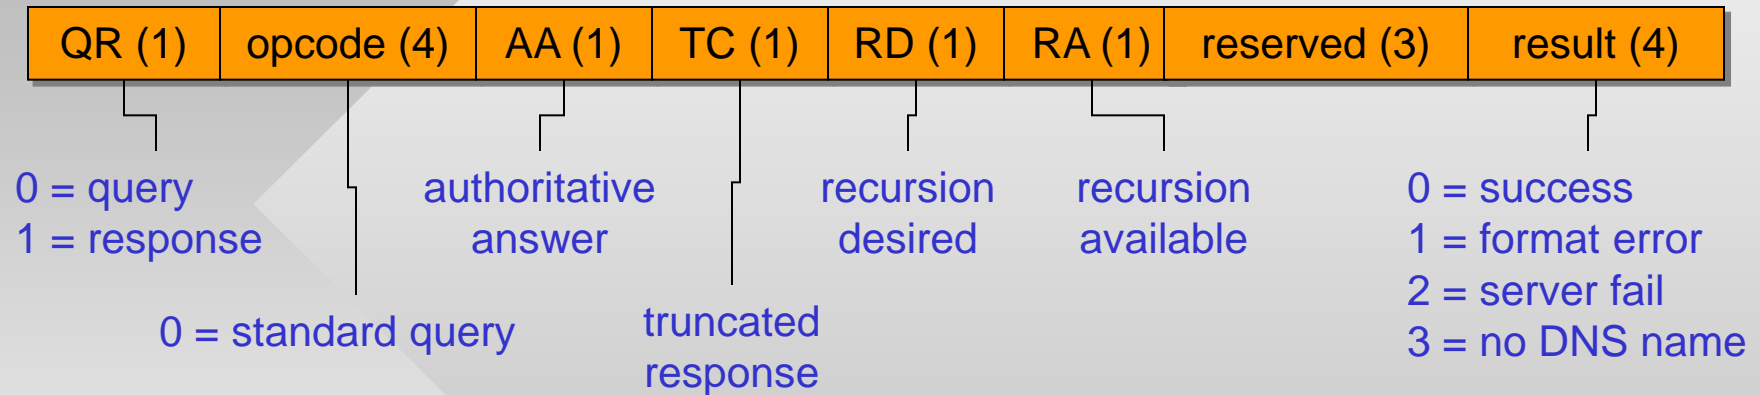 QR (1) opcode (4) AA (1) TC (1) RD (1) RA (1) reserved (3) result (4)
0 = query
1 = response
0 = standard query
authoritative
answer
truncated
response
recursion
desired
recursion
available
0 = success
1 = format error
2 = server fail
3 = no DNS name